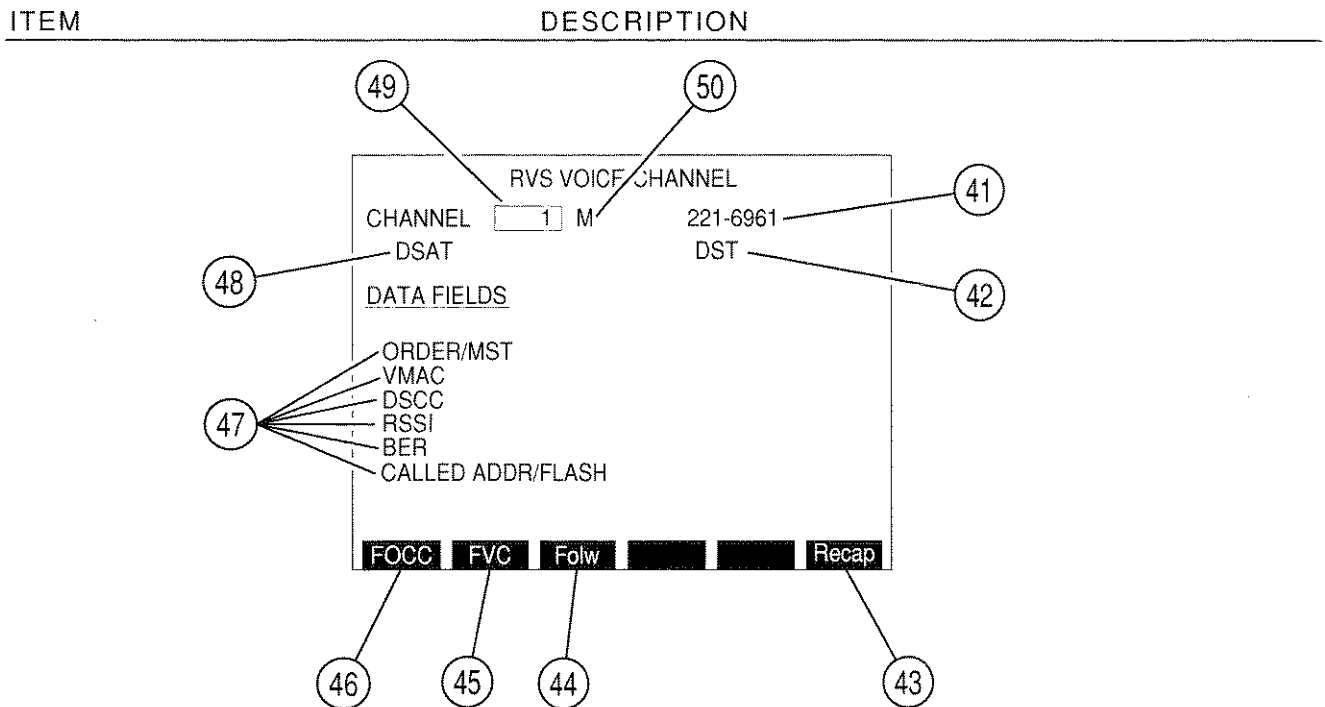 ITEM DESCRIPTION
49 50
RVS VOICE CHANNEL
41
CHANNEL 1 M 221-6961
DSAT DST
48 42
DATA FIELDS
ORDER/MST
VMAC
DSCC
47 RSSI
BER
CALLED ADDR/FLASH
FOCC FVC Folw Recap
46 45 44 43